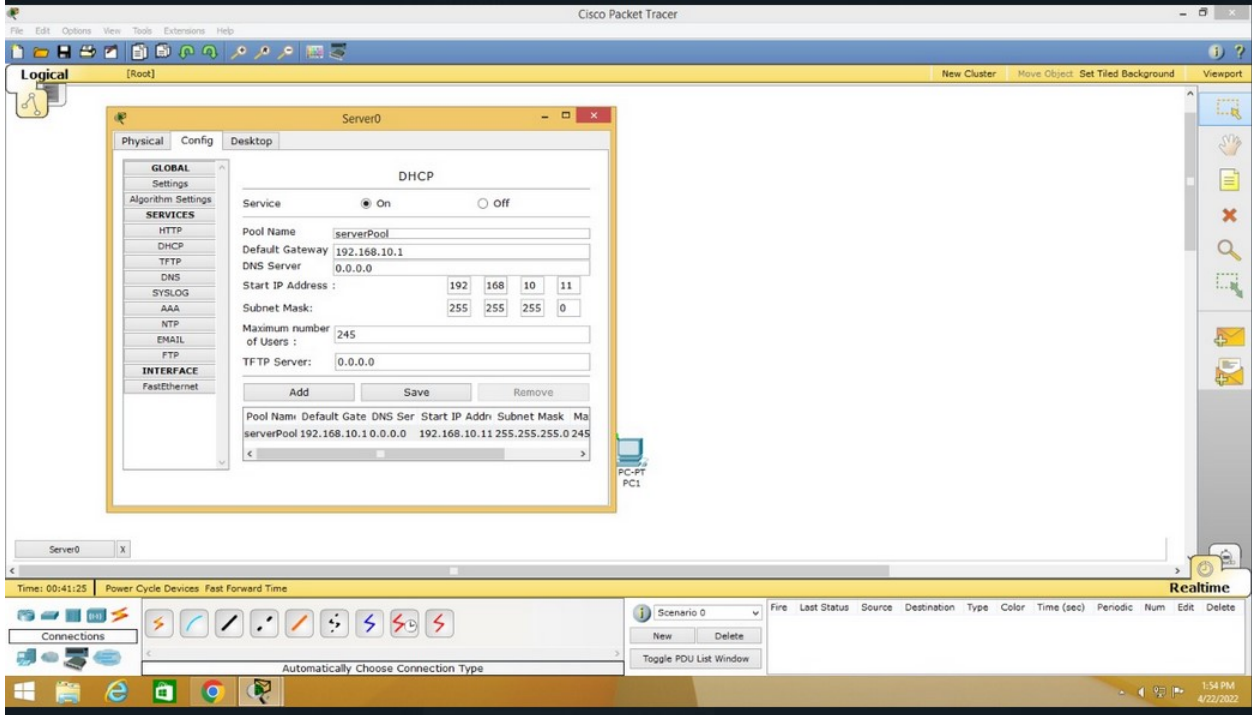 Cisco Packet Tracer
File Edit Options View Tools Extensions Help
Logical [Root] New Cluster Move Object Set Tiled Background Viewport
Server0
Physical Config Desktop
GLOBAL
Settings
Algorithm Settings
SERVICES
HTTP
DHCP
TFTP
DNS
SYSLOG
AAA
NTP
EMAIL
FTP
INTERFACE
FastEthernet
DHCP
Service On Off
Pool Name serverPool
Default Gateway 192.168.10.1
DNS Server 0.0.0.0
Start IP Address : 192 168 10 11
Subnet Mask: 255 255 255 0
Maximum number
of Users : 245
TFTP Server: 0.0.0.0
Add Save Remove
Pool Nam Default Gate DNS Ser Start IP Addr Subnet Mask Ma
serverPool 192.168.10.1 0.0.0.0 192.168.10.11 255.255.255.0 245
PC-PT
PC1
Server0 X
Time: 00:41:25 Power Cycle Devices Fast Forward Time Realtime
Connections
Automatically Choose Connection Type
Scenario 0
New Delete
Toggle PDU List Window
Fire Last Status Source Destination Type Color Time (sec) Periodic Num Edit Delete
1:54 PM
4/22/2022